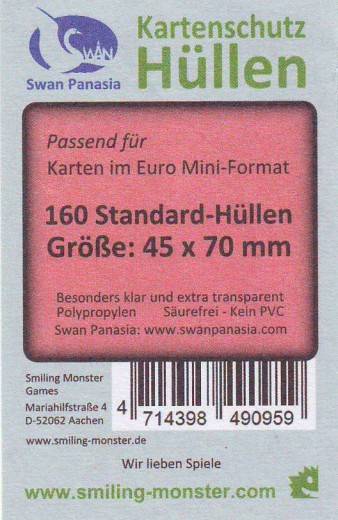 SWAN
Swan Panasia
Kartenschutz
Hüllen
Passend für
Karten im Euro Mini-Format
160 Standard-Hüllen
Größe: 45 x 70 mm
Besonders klar und extra transparent
Polypropylen Säurefrei - Kein PVC
Swan Panasia: www.swanpanasia.com
Smiling Monster
Games
Mariahilfstraße 4
D-52062 Aachen
www.smiling-monster.de
4 714398 490959
Wir lieben Spiele
www.smiling-monster.com